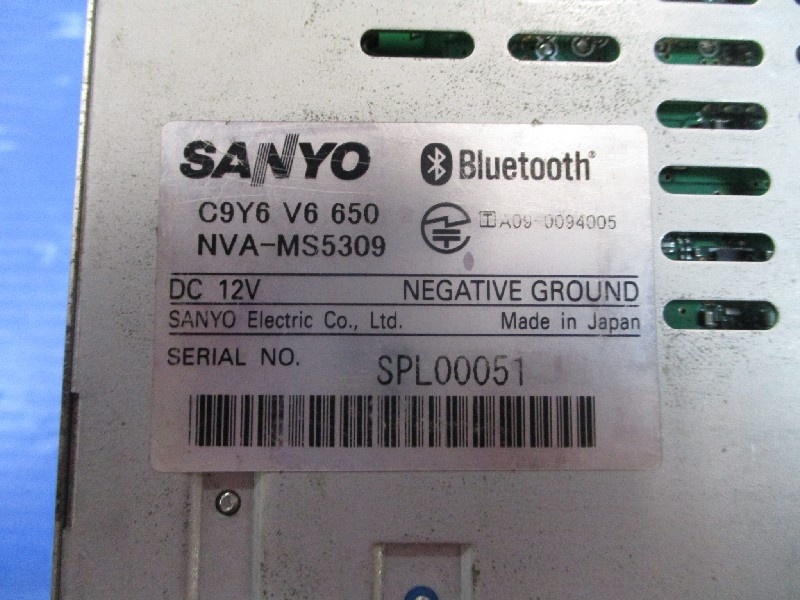 SANYO Bluetooth®
C9Y6 V6 650
NVA-MS5309
T A09-0094005
DC 12V NEGATIVE GROUND
SANYO Electric Co., Ltd. Made in Japan
SERIAL NO. SPL00051